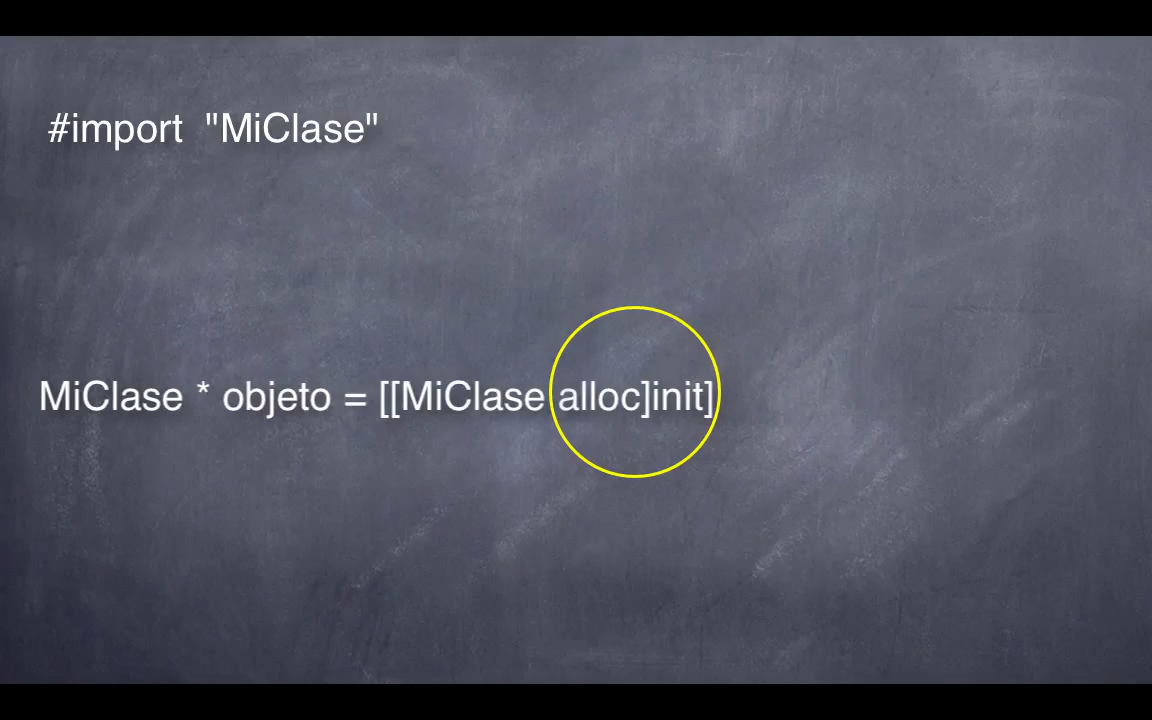 #import "MiClase"
MiClase * objeto = [[MiClase alloc]init]